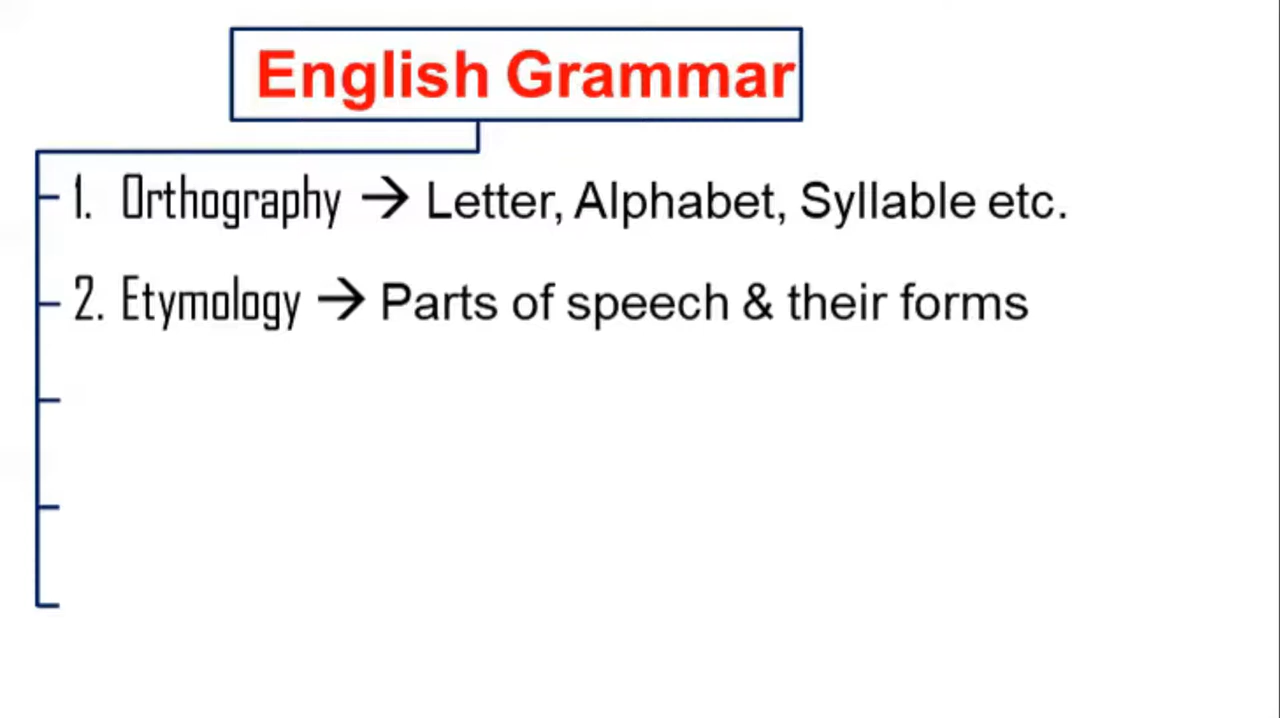 English Grammar
1. Orthography → Letter, Alphabet, Syllable etc.
2. Etymology → Parts of speech & their forms